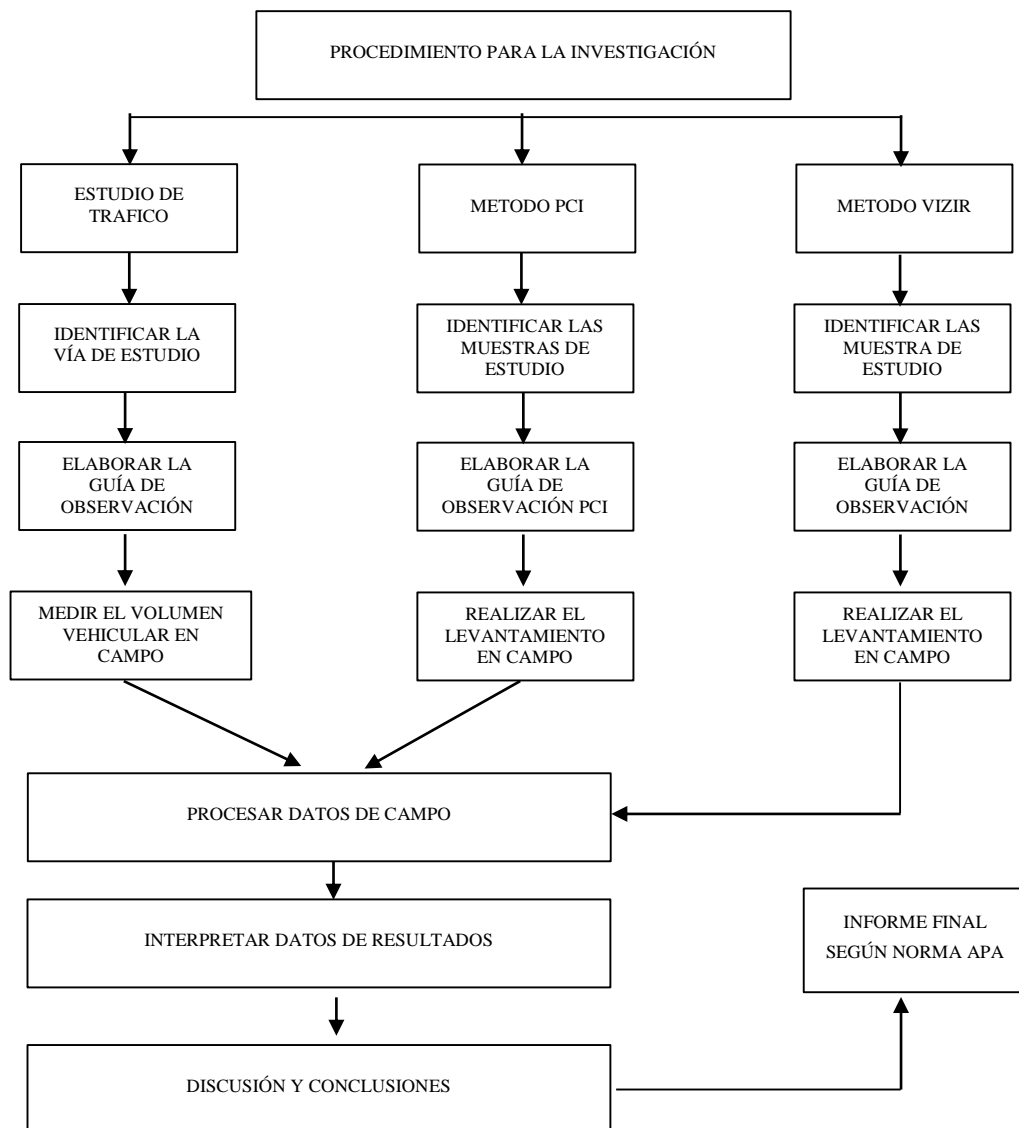 PROCEDIMIENTO PARA LA INVESTIGACIÓN
ESTUDIO DE
TRAFICO
METODO PCI
METODO VIZIR
IDENTIFICAR LA
VÍA DE ESTUDIO
IDENTIFICAR LAS
MUESTRAS DE
ESTUDIO
IDENTIFICAR LAS
MUESTRA DE
ESTUDIO
ELABORAR LA
GUÍA DE
OBSERVACIÓN
ELABORAR LA
GUÍA DE
OBSERVACIÓN PCI
ELABORAR LA
GUÍA DE
OBSERVACIÓN
MEDIR EL VOLUMEN
VEHICULAR EN
CAMPO
REALIZAR EL
LEVANTAMIENTO
EN CAMPO
REALIZAR EL
LEVANTAMIENTO
EN CAMPO
PROCESAR DATOS DE CAMPO
INTERPRETAR DATOS DE RESULTADOS
INFORME FINAL
SEGÚN NORMA APA
DISCUSIÓN Y CONCLUSIONES